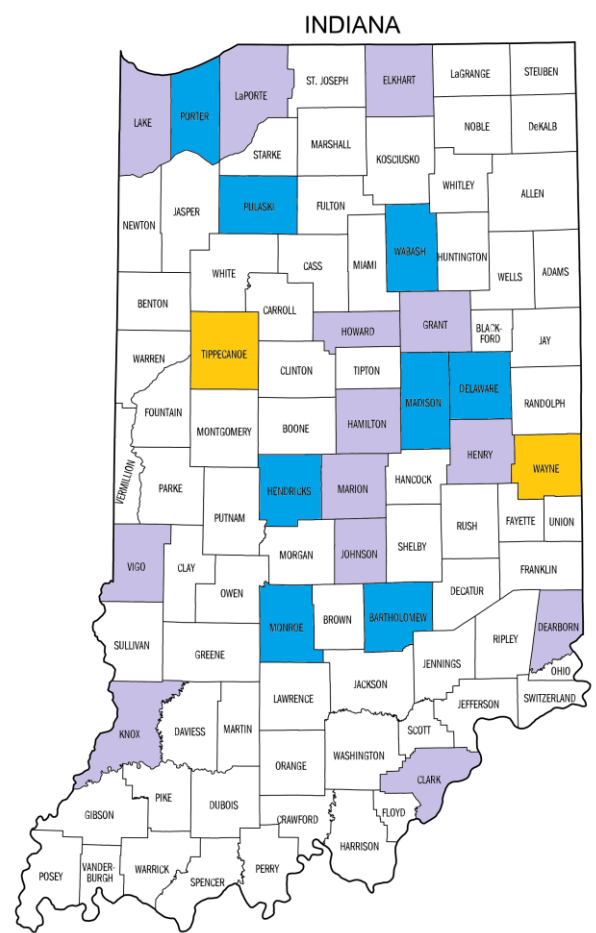 INDIANA
LAKE
PORTER
LaPORTE
ST. JOSEPH
ELKHART
LaGRANGE
STEUBEN
NOBLE
DeKALB
STARKE
MARSHALL
KOSCIUSKO
WHITLEY
ALLEN
NEWTON
JASPER
PULASKI
FULTON
WABASH
HUNTINGTON
WHITE
CASS
MIAMI
WELLS
ADAMS
BENTON
CARROLL
HOWARD
GRANT
BLACK-
FORD
JAY
WARREN
TIPPECANOE
CLINTON
TIPTON
MADISON
DELAWARE
RANDOLPH
FOUNTAIN
MONTGOMERY
BOONE
HAMILTON
HENRY
WAYNE
VERMILLION
PARKE
PUTNAM
HENDRICKS
MARION
HANCOCK
RUSH
FAYETTE
UNION
VIGO
CLAY
OWEN
MORGAN
JOHNSON
SHELBY
DECATUR
FRANKLIN
SULLIVAN
GREENE
MONROE
BROWN
BARTHOLOMEW
JENNINGS
RIPLEY
DEARBORN
OHIO
KNOX
DAVIESS
MARTIN
LAWRENCE
JACKSON
JEFFERSON
SWITZERLAND
SCOTT
ORANGE
WASHINGTON
CLARK
GIBSON
PIKE
DUBOIS
CRAWFORD
FLOYD
HARRISON
POSEY
VANDER-
BURGH
WARRICK
SPENCER
PERRY